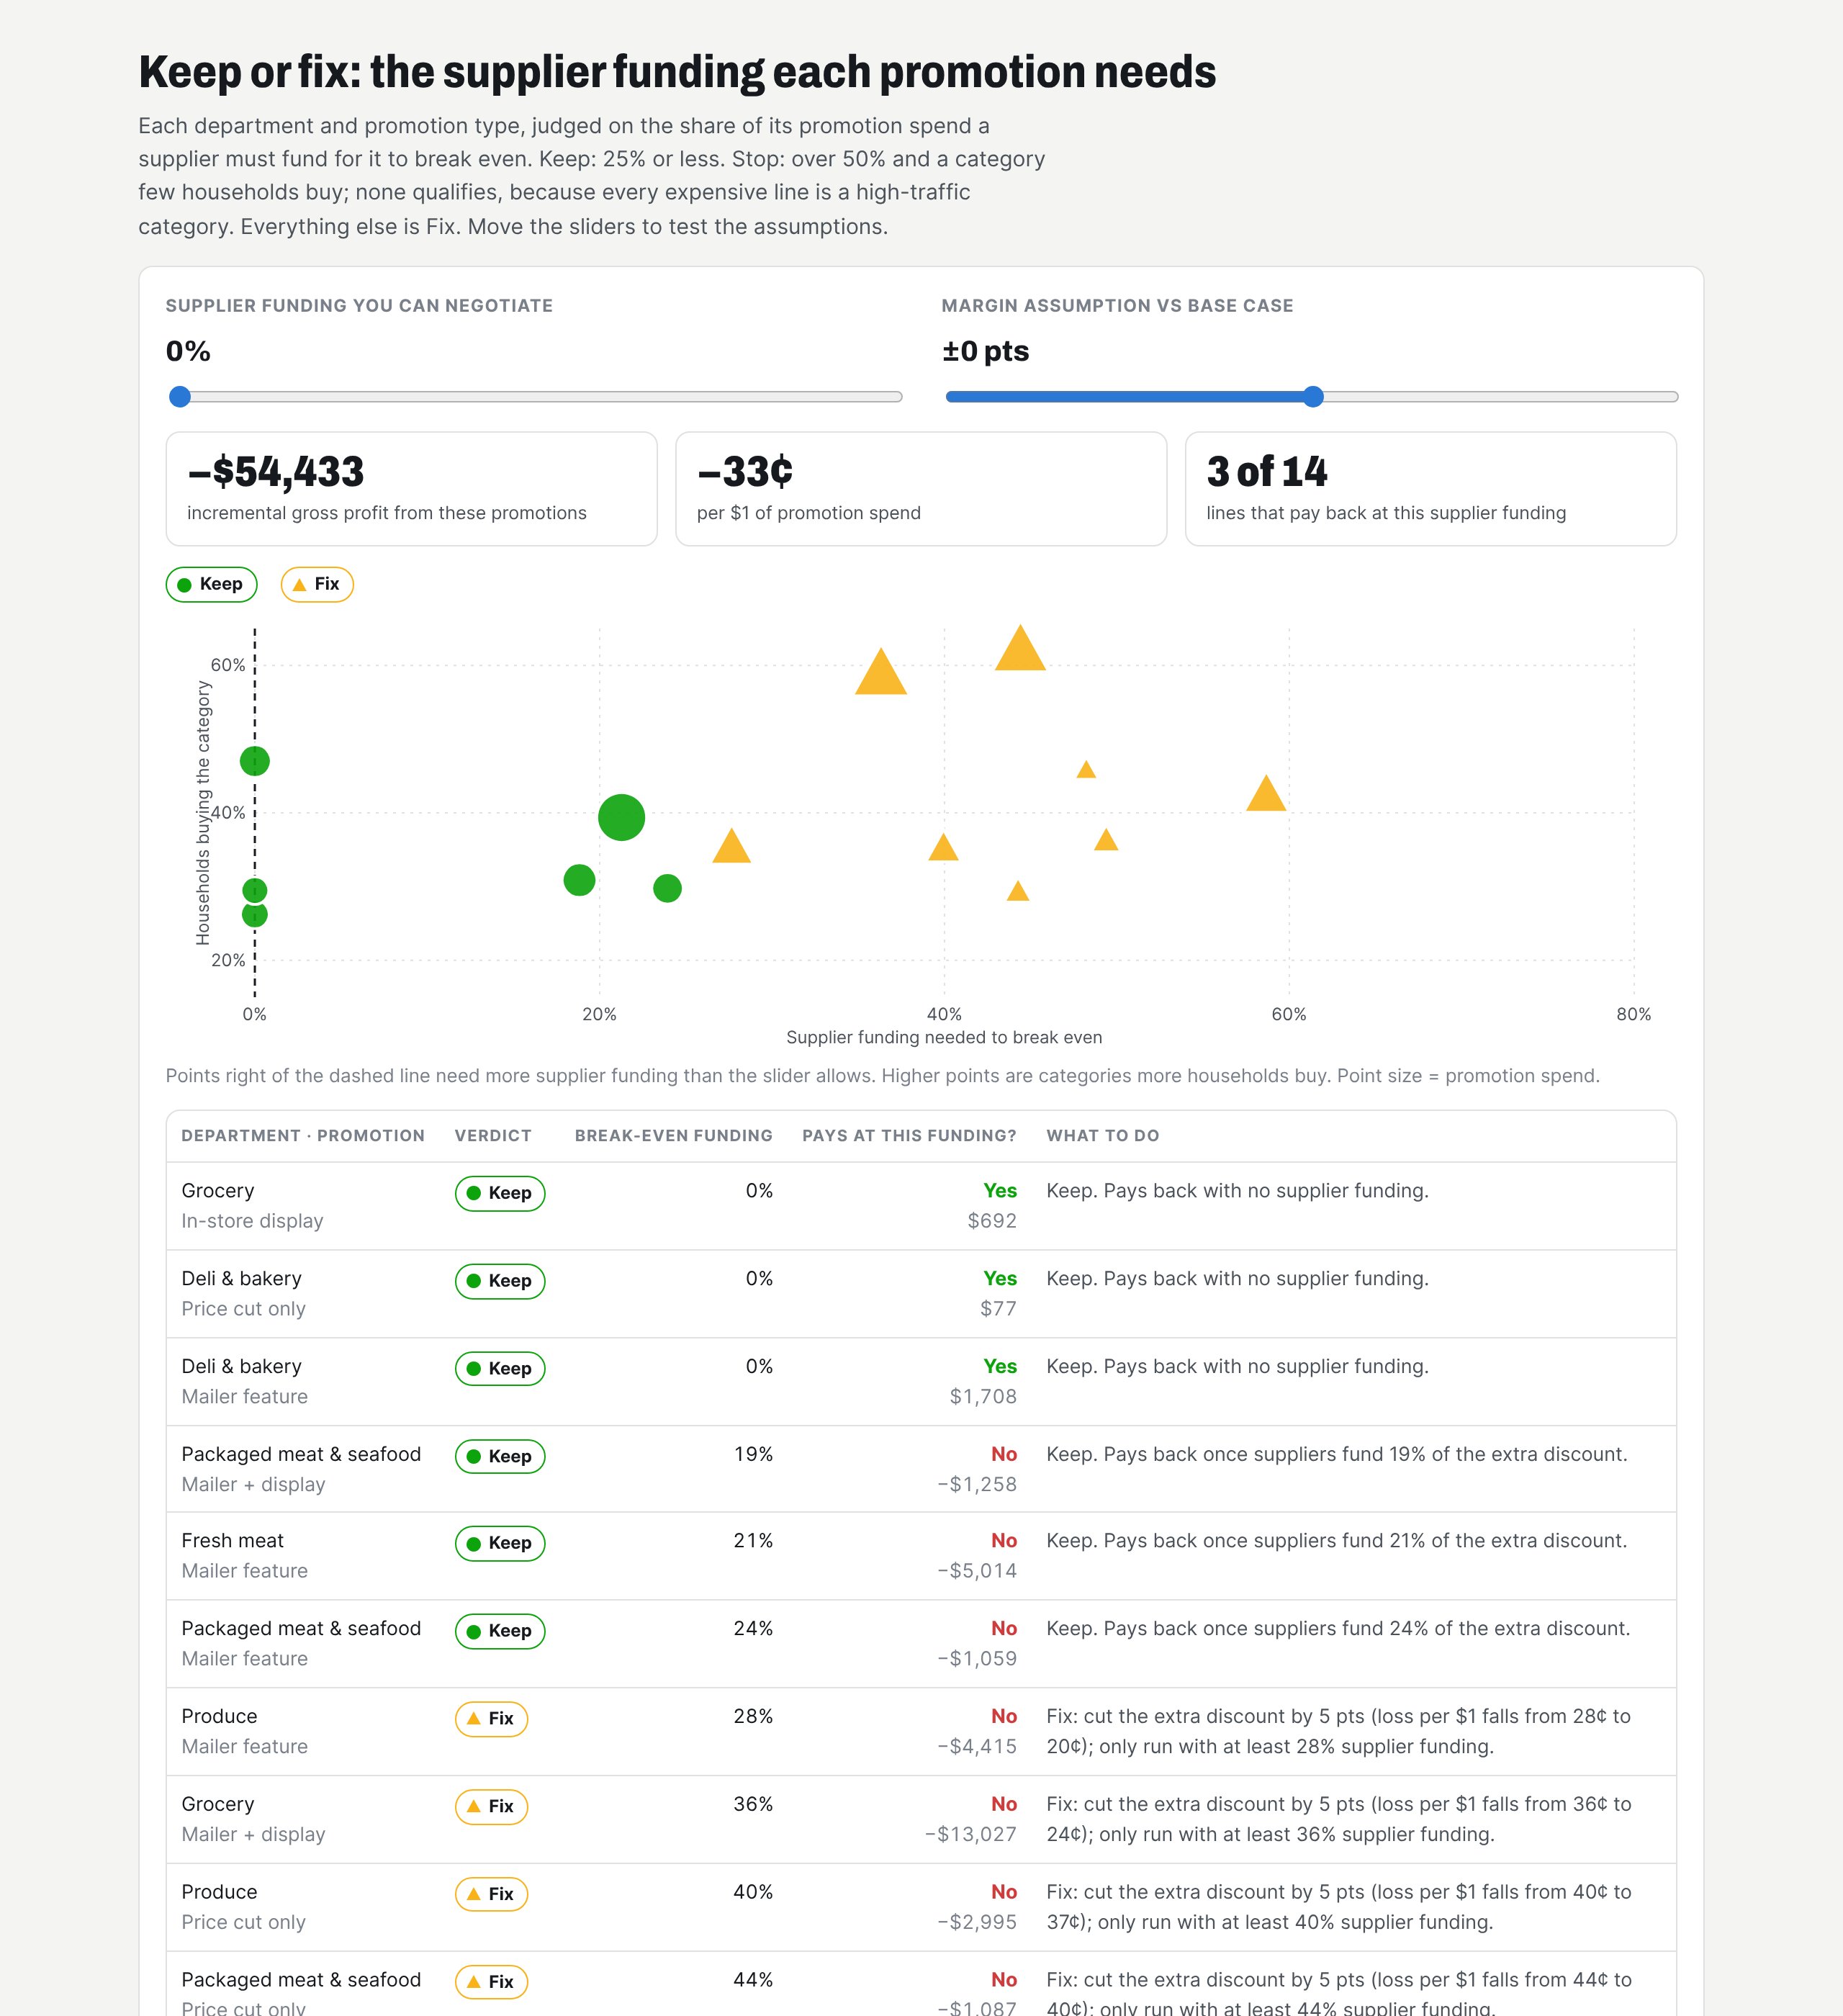 Keep or fix: the supplier funding each promotion needs
Each department and promotion type, judged on the share of its promotion spend a
supplier must fund for it to break even. Keep: 25% or less. Stop: over 50% and a category
few households buy; none qualifies, because every expensive line is a high-traffic
category. Everything else is Fix. Move the sliders to test the assumptions.
SUPPLIER FUNDING YOU CAN NEGOTIATE
0%
MARGIN ASSUMPTION VS BASE CASE
±0 pts
−$54,433
incremental gross profit from these promotions
−33¢
per $1 of promotion spend
3 of 14
lines that pay back at this supplier funding
Keep
Fix
Households buying the category
60%
40%
20%
0%
20%
40%
60%
80%
Supplier funding needed to break even
Points right of the dashed line need more supplier funding than the slider allows. Higher points are categories more households buy. Point size = promotion spend.
DEPARTMENT · PROMOTION VERDICT BREAK-EVEN FUNDING PAYS AT THIS FUNDING? WHAT TO DO
Grocery Keep 0% Yes Keep. Pays back with no supplier funding.
In-store display $692
Deli & bakery Keep 0% Yes Keep. Pays back with no supplier funding.
Price cut only $77
Deli & bakery Keep 0% Yes Keep. Pays back with no supplier funding.
Mailer feature $1,708
Packaged meat & seafood Keep 19% No Keep. Pays back once suppliers fund 19% of the extra discount.
Mailer + display −$1,258
Fresh meat Keep 21% No Keep. Pays back once suppliers fund 21% of the extra discount.
Mailer feature −$5,014
Packaged meat & seafood Keep 24% No Keep. Pays back once suppliers fund 24% of the extra discount.
Mailer feature −$1,059
Produce Fix 28% No Fix: cut the extra discount by 5 pts (loss per $1 falls from 28¢ to
Mailer feature −$4,415 20¢); only run with at least 28% supplier funding.
Grocery Fix 36% No Fix: cut the extra discount by 5 pts (loss per $1 falls from 36¢ to
Mailer + display −$13,027 24¢); only run with at least 36% supplier funding.
Produce Fix 40% No Fix: cut the extra discount by 5 pts (loss per $1 falls from 40¢ to
Price cut only −$2,995 37¢); only run with at least 40% supplier funding.
Packaged meat & seafood Fix 44% No Fix: cut the extra discount by 5 pts (loss per $1 falls from 44¢ to
Price cut only −$1,087 40¢); only run with at least 44% supplier funding.